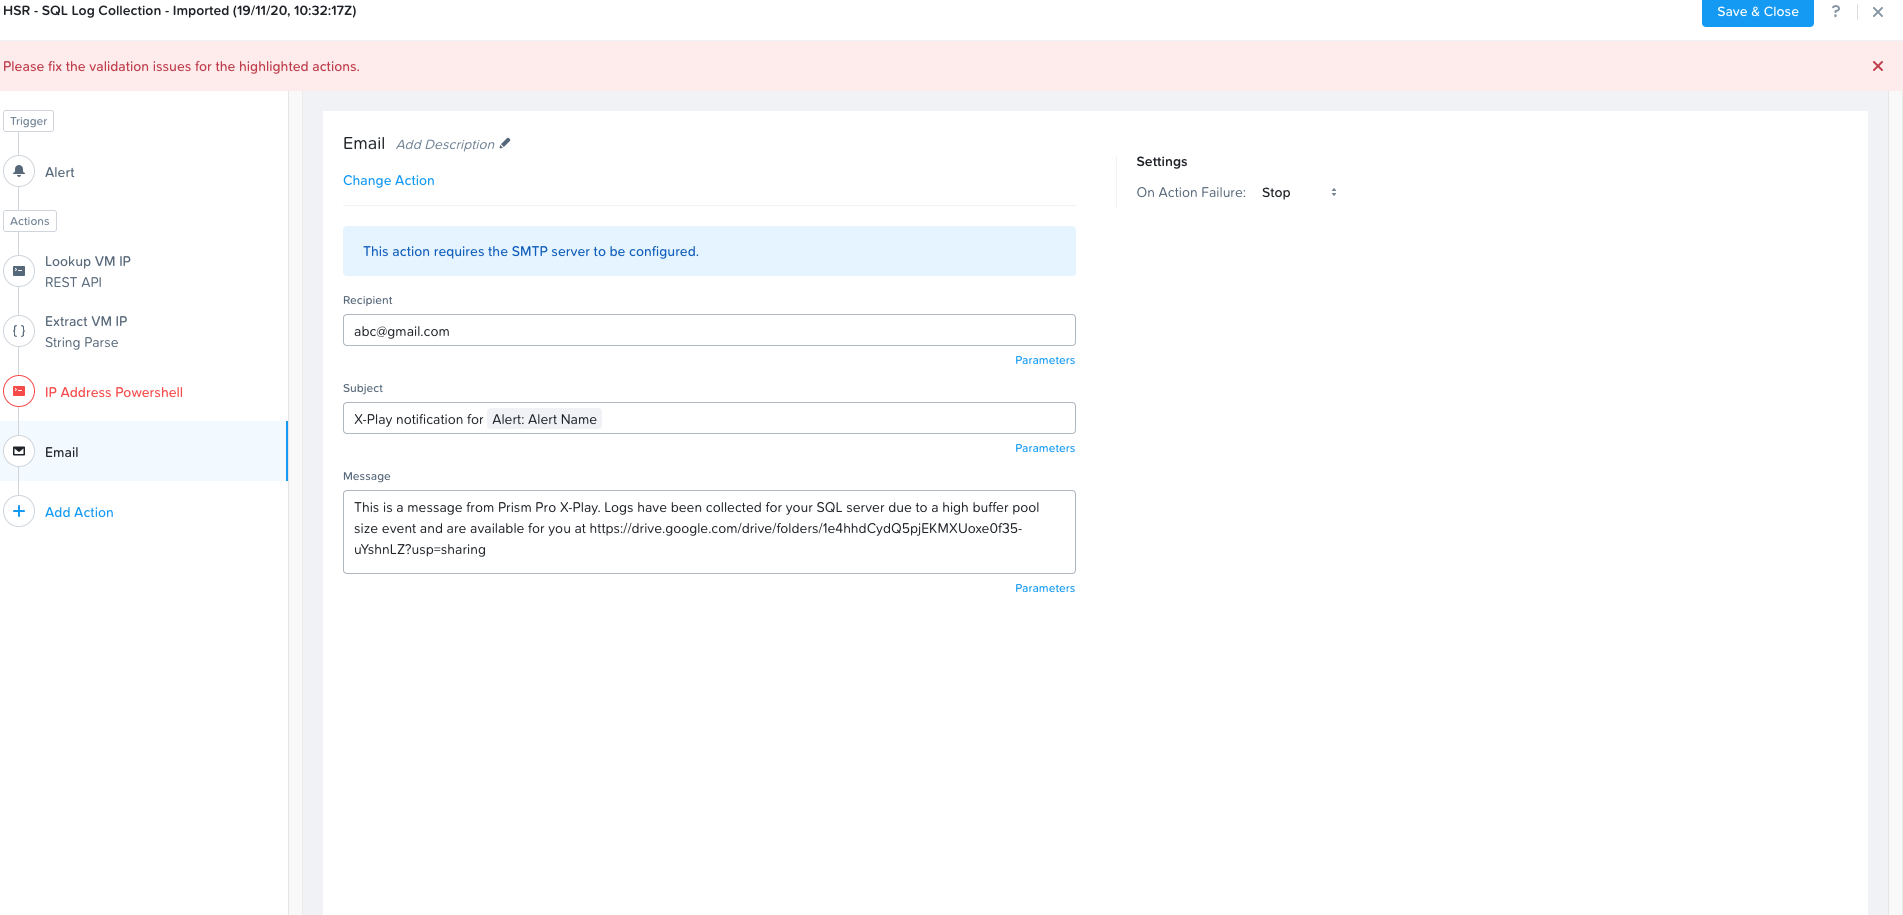 HSR - SQL Log Collection - Imported (19/11/20, 10:32:17Z)
Save & Close
?
Please fix the validation issues for the highlighted actions.
Trigger
Alert
Actions
Lookup VM IP
REST API
Extract VM IP
String Parse
IP Address Powershell
Email
Add Action
Email Add Description
Change Action
This action requires the SMTP server to be configured.
Recipient
abc@gmail.com
Parameters
Subject
X-Play notification for Alert: Alert Name
Parameters
Message
This is a message from Prism Pro X-Play. Logs have been collected for your SQL server due to a high buffer pool
size event and are available for you at https://drive.google.com/drive/folders/1e4hhdCydQ5pjEKMXUoxe0f35-
uYshnLZ?usp=sharing
Parameters
Settings
On Action Failure: Stop